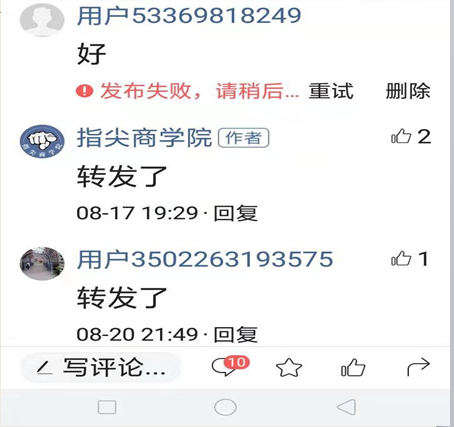 用户53369818249
好
发布失败，请稍后... 重试 删除
指尖商学院 作者 2
转发了
08-17 19:29 · 回复
用户3502263193575 1
转发了
08-20 21:49 · 回复
写评论... 10